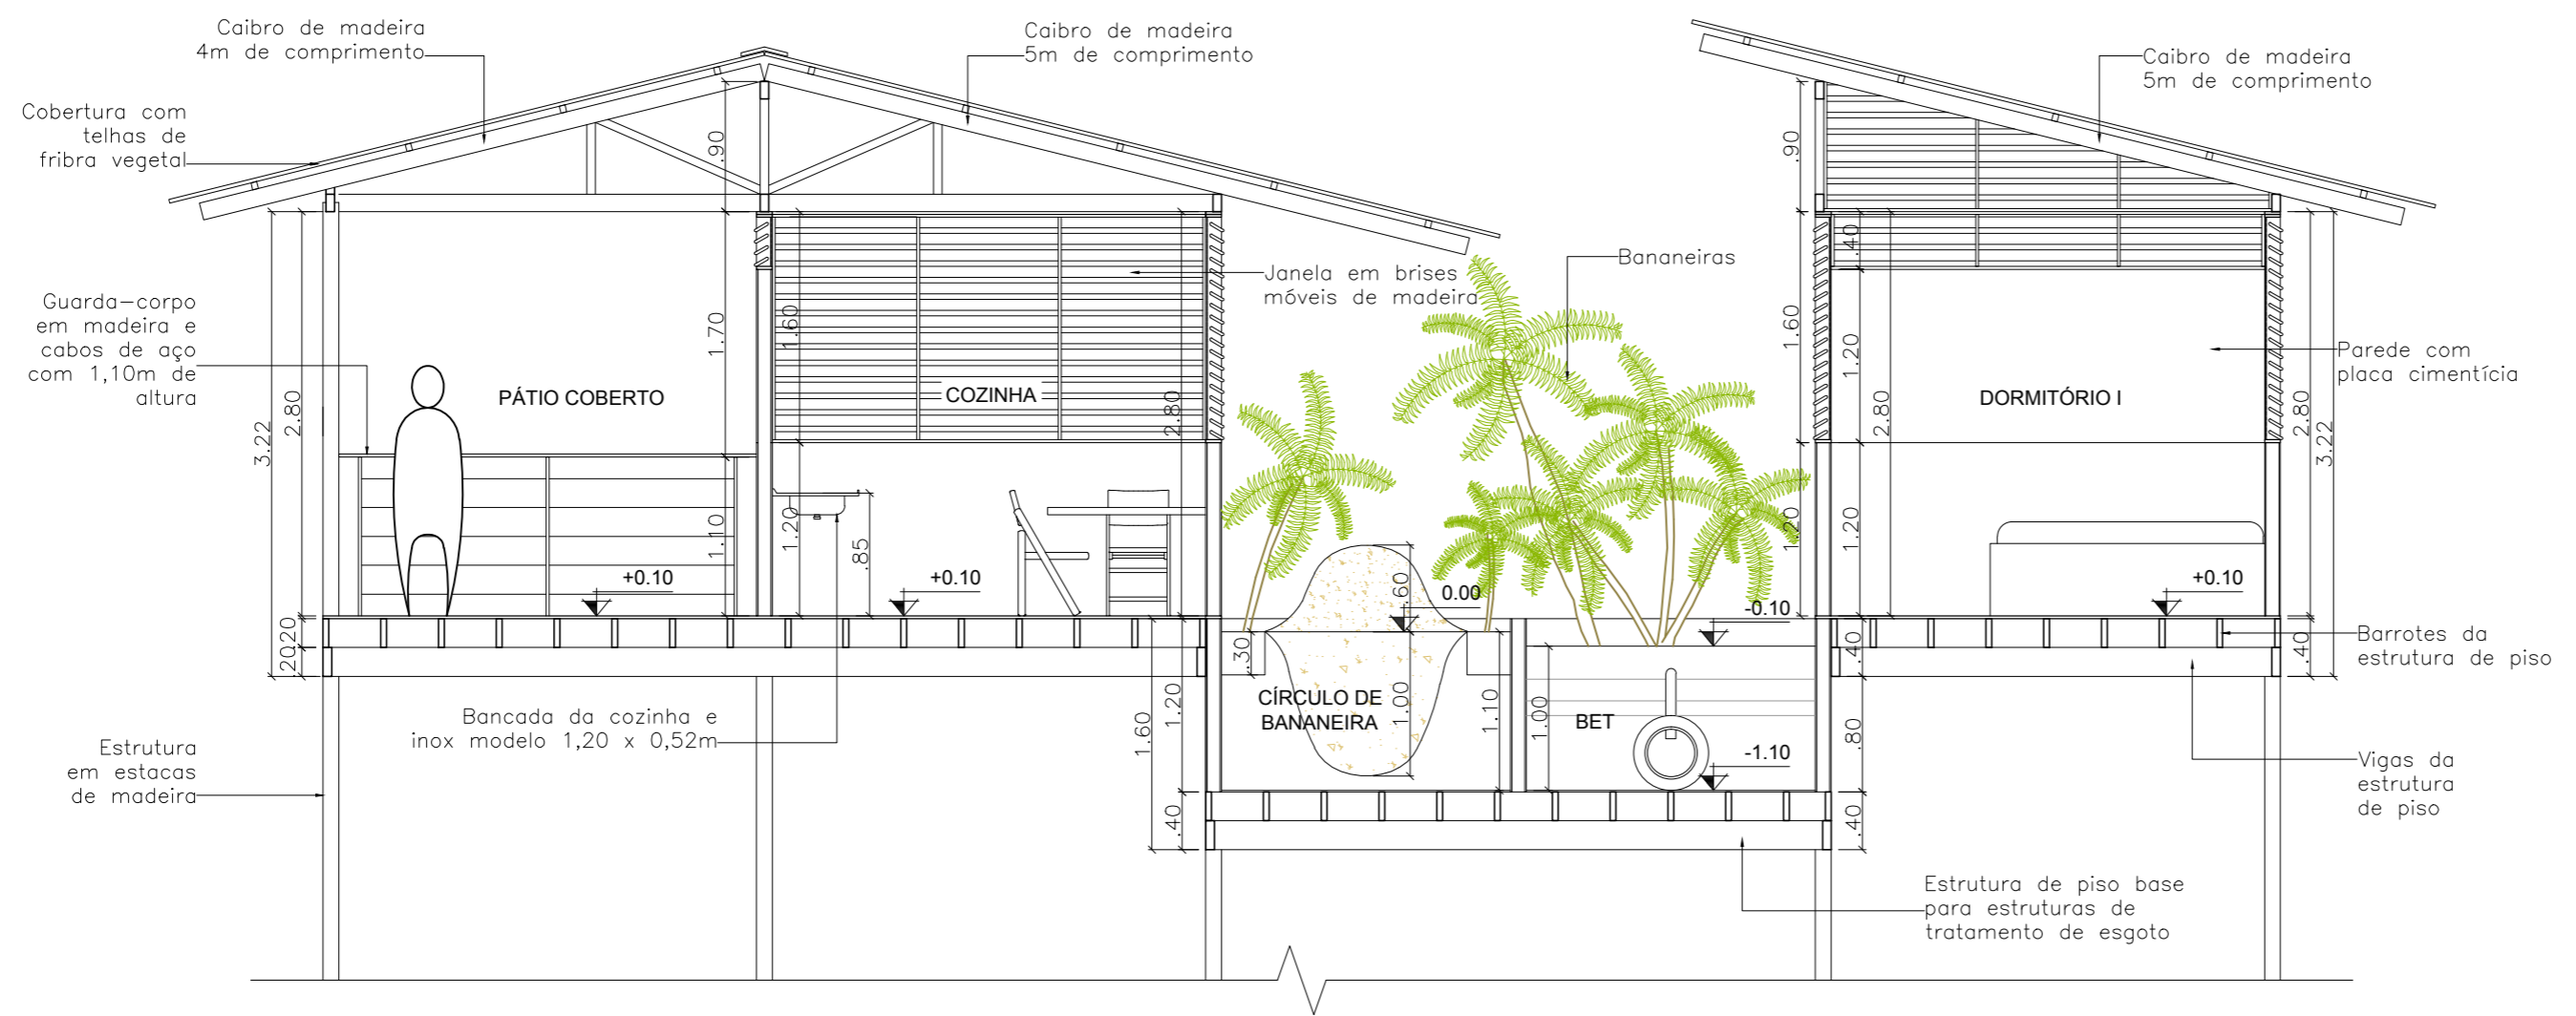 Caibro de madeira
4m de comprimento
Caibro de madeira
5m de comprimento
Caibro de madeira
5m de comprimento
Cobertura com
telhas de
fribra vegetal
.90
.90
Guarda-corpo
em madeira e
cabos de aço
com 1,10m de
altura
Janela em brises
móveis de madeira
Bananeiras
.40
Parede com
placa cimentícia
PÁTIO COBERTO
COZINHA
DORMITÓRIO I
3.22
2.80
1.70
1.60
2.80
1.60
1.20
2.80
2.80
3.22
1.10
1.20
.85
1.20
1.20
+0.10
+0.10
.60
0.00
-0.10
+0.10
.20
.20
.30
.40
.40
Barrotes da
estrutura de piso
CÍRCULO DE
BANANEIRA
BET
1.60
1.20
1.00
1.10
1.00
.80
-1.10
Bancada da cozinha e
inox modelo 1,20 x 0,52m
Estrutura
em estacas
de madeira
Vigas da
estrutura
de piso
.40
.40
Estrutura de piso base
para estruturas de
tratamento de esgoto